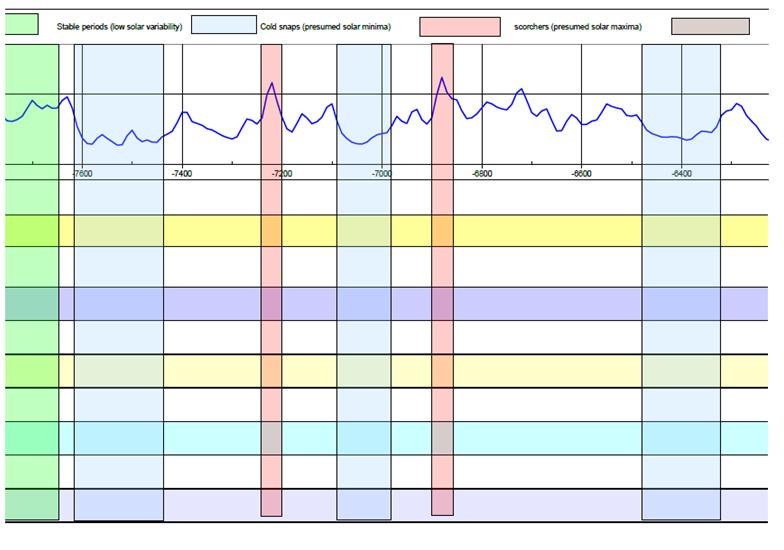 Stable periods (low solar variability) Cold snaps (presumed solar minima) scorchers (presumed solar maxima)
-7600 -7400 -7200 -7000 -6800 -6600 -6400